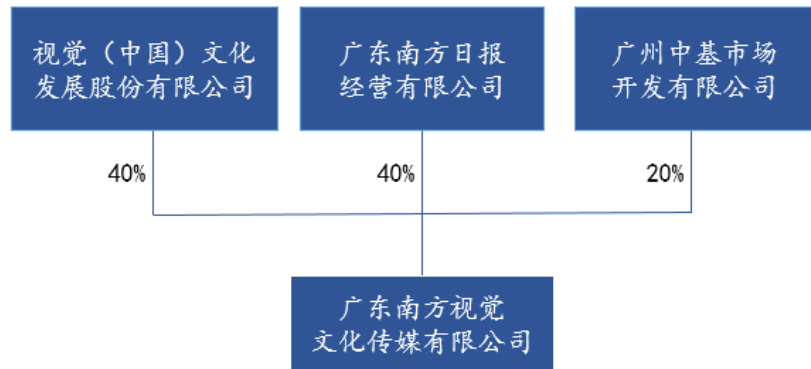 视觉（中国）文化
发展股份有限公司
广东南方日报
经营有限公司
广州中基市场
开发有限公司
40%
40%
20%
广东南方视觉
文化传媒有限公司